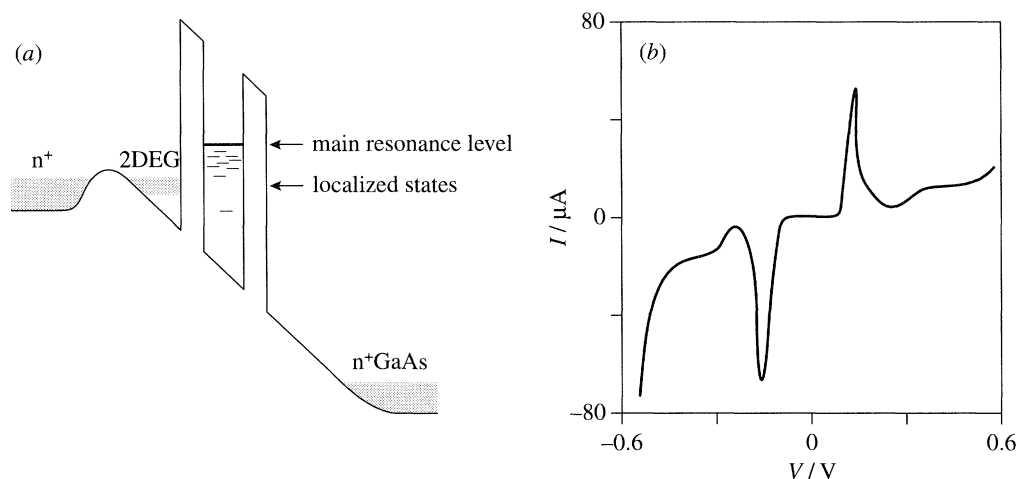 (a)
n⁺
2DEG
main resonance level
localized states
n⁺GaAs
(b)
80
0
−80
I / μA
−0.6
0
0.6
V / V